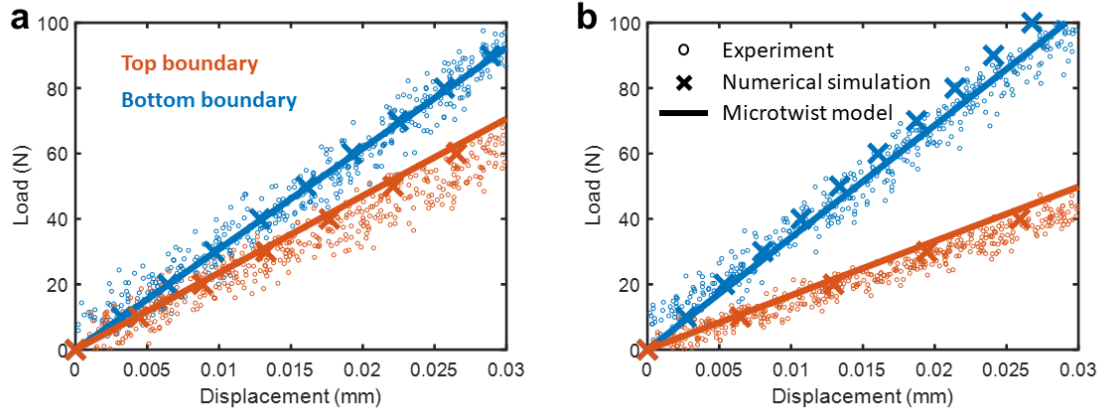 a
100
80
60
40
20
0
Load (N)
Top boundary
Bottom boundary
0
0.005
0.01
0.015
0.02
0.025
0.03
Displacement (mm)
b
100
80
60
40
20
0
Load (N)
Experiment
Numerical simulation
Microtwist model
0
0.005
0.01
0.015
0.02
0.025
0.03
Displacement (mm)